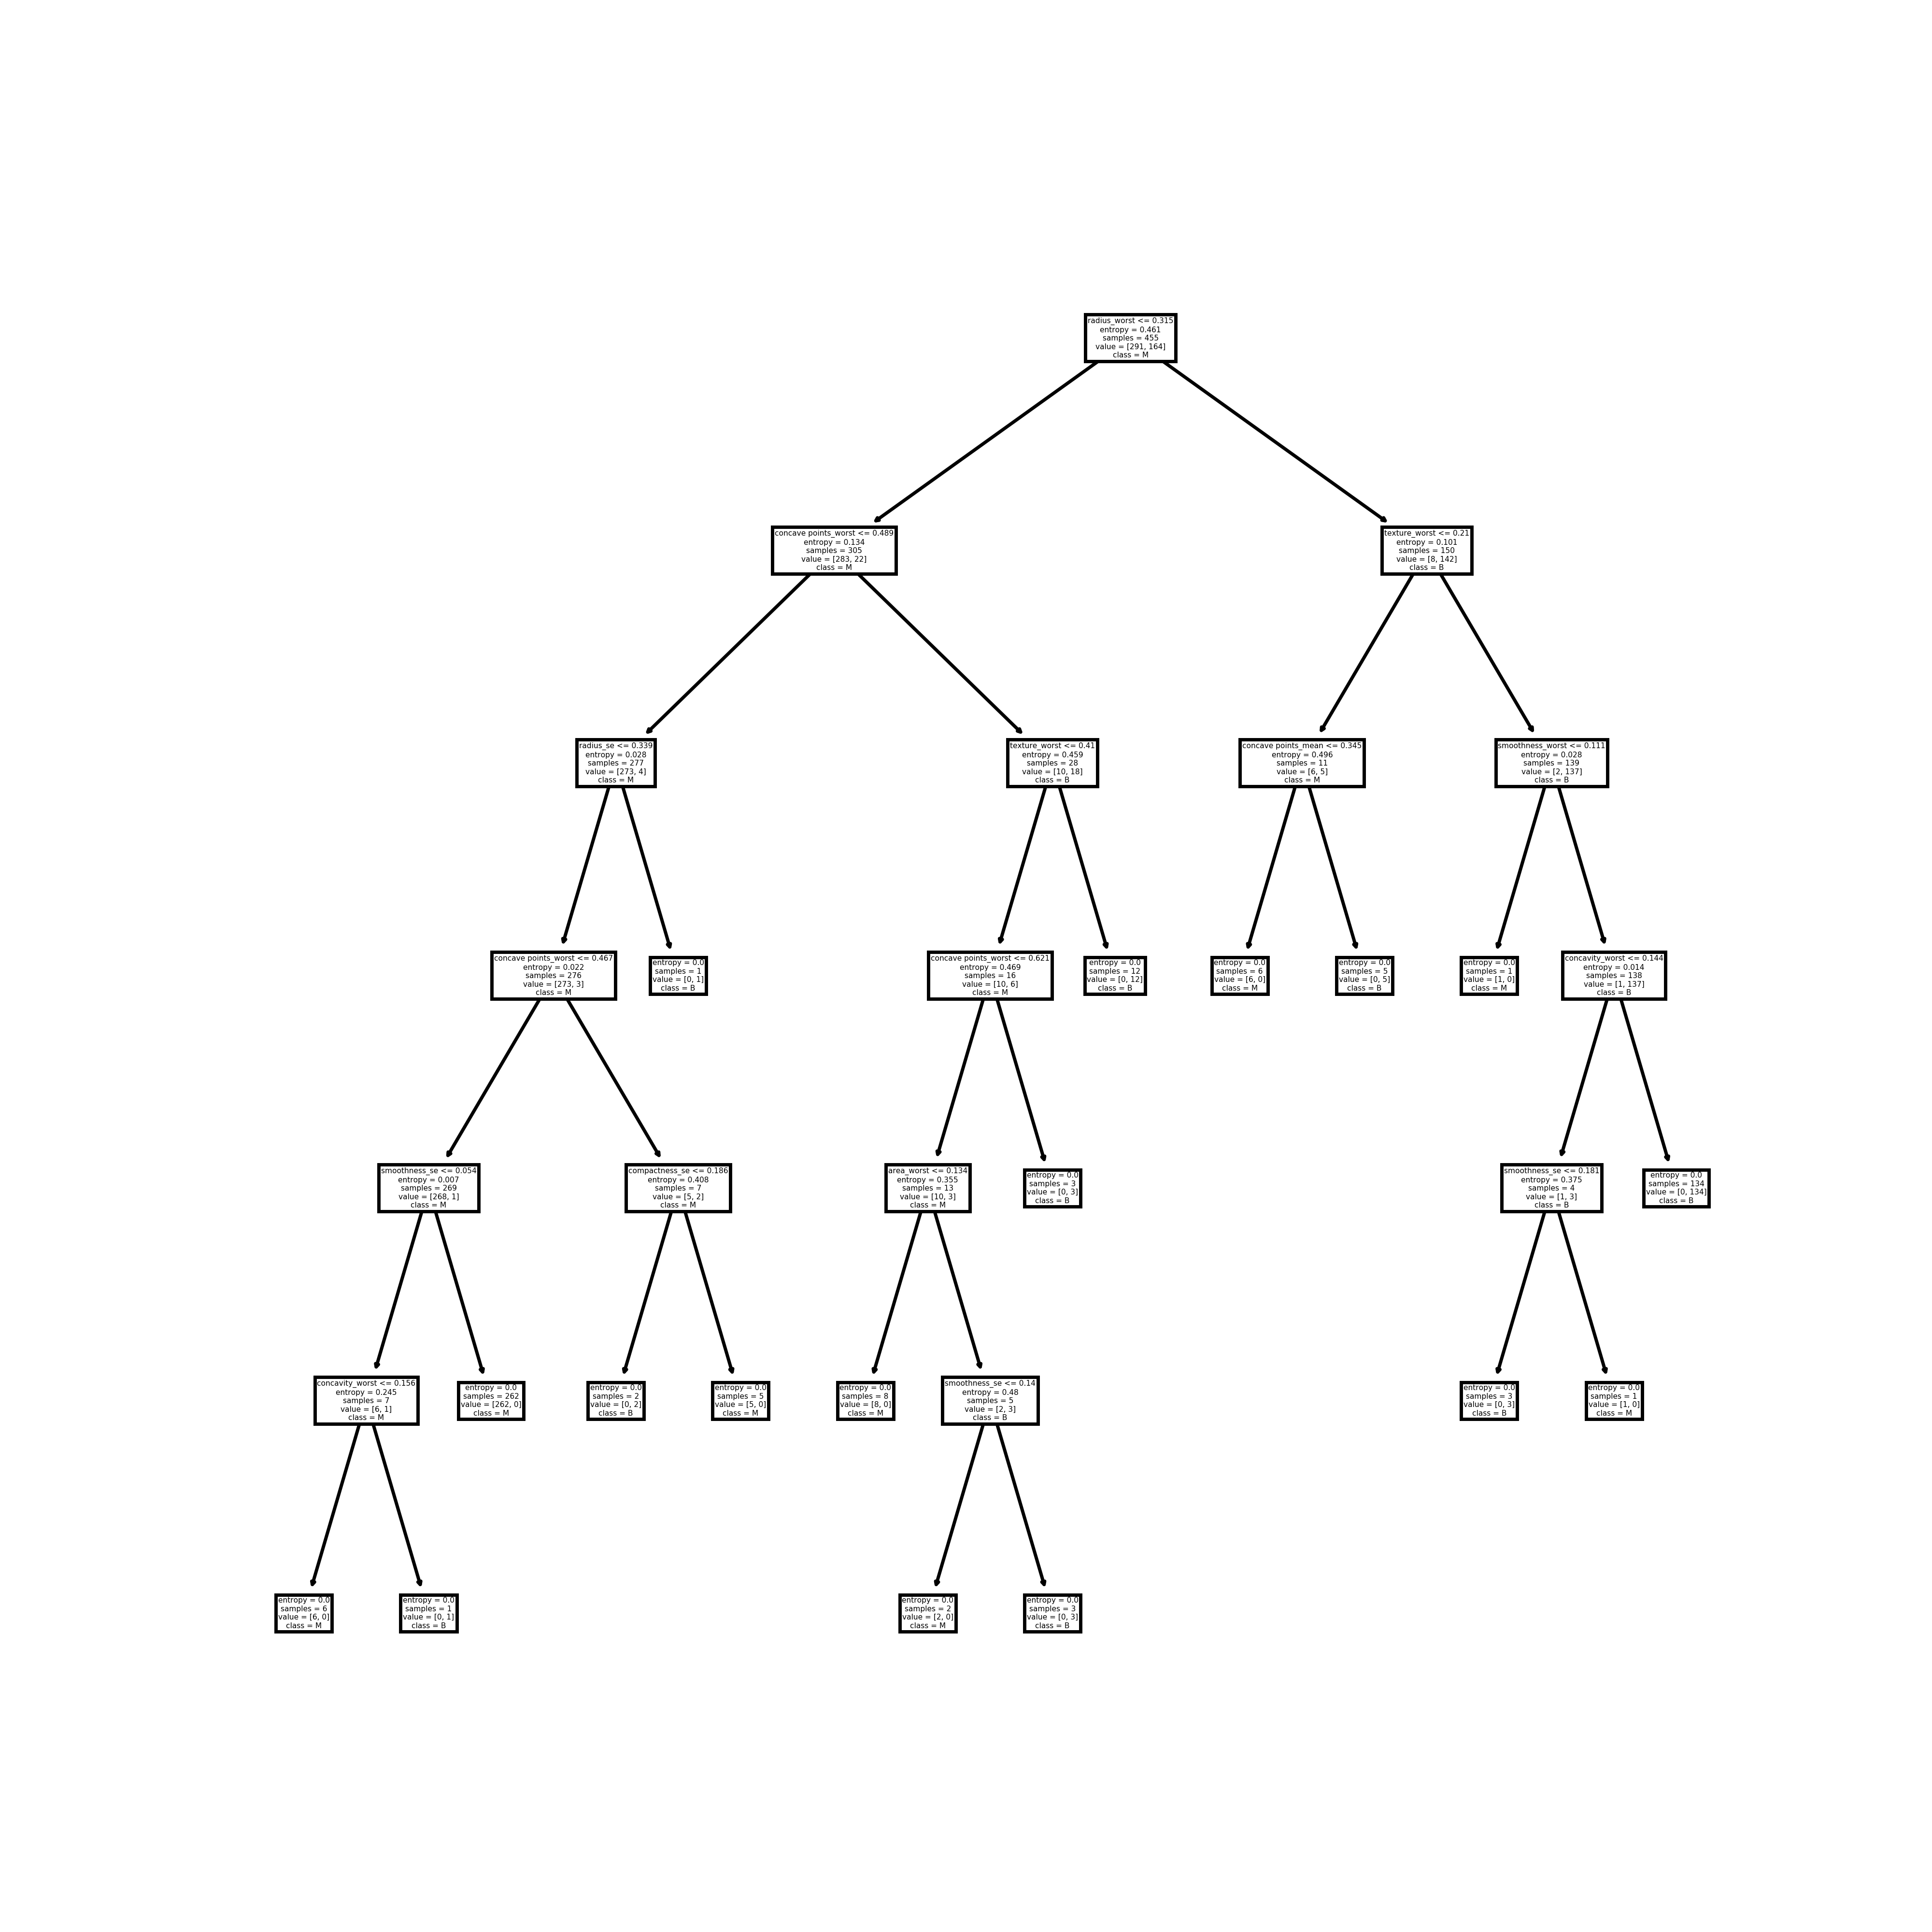 radius_worst <= 0.315
entropy = 0.461
samples = 455
value = [291, 164]
class = M
concave points_worst <= 0.489
entropy = 0.134
samples = 305
value = [283, 22]
class = M
texture_worst <= 0.21
entropy = 0.101
samples = 150
value = [8, 142]
class = B
radius_se <= 0.339
entropy = 0.028
samples = 277
value = [273, 4]
class = M
texture_worst <= 0.41
entropy = 0.459
samples = 28
value = [10, 18]
class = B
concave points_mean <= 0.345
entropy = 0.496
samples = 11
value = [6, 5]
class = M
smoothness_worst <= 0.111
entropy = 0.028
samples = 139
value = [2, 137]
class = B
concave points_worst <= 0.467
entropy = 0.022
samples = 276
value = [273, 3]
class = M
entropy = 0.0
samples = 1
value = [0, 1]
class = B
concave points_worst <= 0.621
entropy = 0.469
samples = 16
value = [10, 6]
class = M
entropy = 0.0
samples = 12
value = [0, 12]
class = B
entropy = 0.0
samples = 6
value = [6, 0]
class = M
entropy = 0.0
samples = 5
value = [0, 5]
class = B
entropy = 0.0
samples = 1
value = [1, 0]
class = M
concavity_worst <= 0.144
entropy = 0.014
samples = 138
value = [1, 137]
class = B
smoothness_se <= 0.054
entropy = 0.007
samples = 269
value = [268, 1]
class = M
compactness_se <= 0.186
entropy = 0.408
samples = 7
value = [5, 2]
class = M
area_worst <= 0.134
entropy = 0.355
samples = 13
value = [10, 3]
class = M
entropy = 0.0
samples = 3
value = [0, 3]
class = B
smoothness_se <= 0.181
entropy = 0.375
samples = 4
value = [1, 3]
class = B
entropy = 0.0
samples = 134
value = [0, 134]
class = B
concavity_worst <= 0.156
entropy = 0.245
samples = 7
value = [6, 1]
class = M
entropy = 0.0
samples = 262
value = [262, 0]
class = M
entropy = 0.0
samples = 2
value = [0, 2]
class = B
entropy = 0.0
samples = 5
value = [5, 0]
class = M
entropy = 0.0
samples = 8
value = [8, 0]
class = M
smoothness_se <= 0.14
entropy = 0.48
samples = 5
value = [2, 3]
class = B
entropy = 0.0
samples = 3
value = [0, 3]
class = B
entropy = 0.0
samples = 1
value = [1, 0]
class = M
entropy = 0.0
samples = 6
value = [6, 0]
class = M
entropy = 0.0
samples = 1
value = [0, 1]
class = B
entropy = 0.0
samples = 2
value = [2, 0]
class = M
entropy = 0.0
samples = 3
value = [0, 3]
class = B